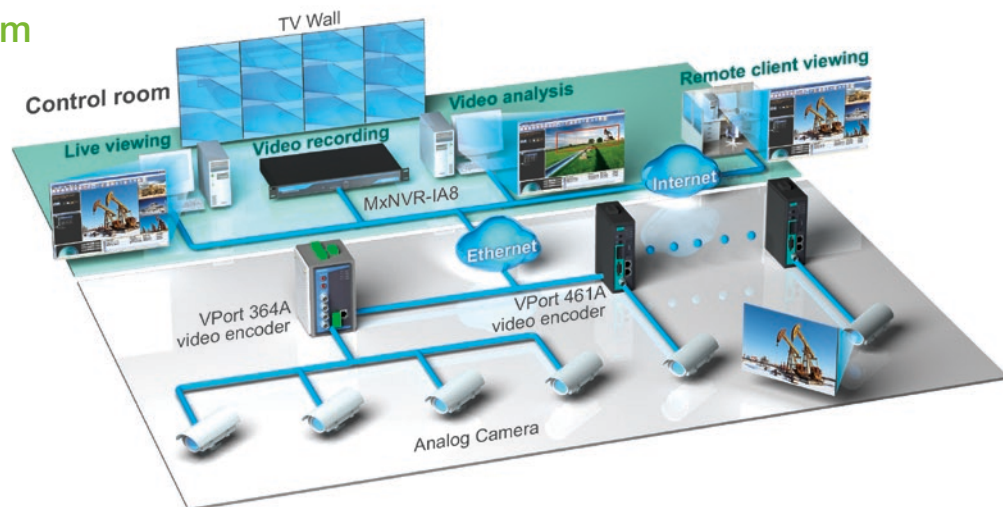 m
TV Wall
Control room
Live viewing
Video recording
Video analysis
Remote client viewing
MxNVR-IA8
Internet
Ethernet
VPort 364A
video encoder
VPort 461A
video encoder
Analog Camera